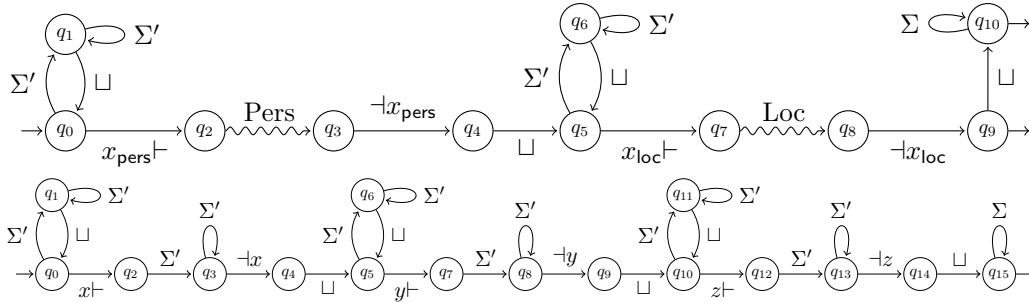 q₁ Σ′ q₆ Σ′ Σ q₁₀
Σ′ ⊔ Σ′ ⊔ ⊔
Pers ⊣x_pers Loc
q₀ q₂ q₃ q₄ q₅ q₇ q₈ q₉
x_pers⊢ ⊔ x_loc⊢ ⊣x_loc
q₁ Σ′ q₆ Σ′ q₁₁ Σ′
Σ′ Σ′ Σ′ Σ
Σ′ ⊔ Σ′ ⊔ Σ′ ⊔
Σ′ ⊣x Σ′ ⊣y Σ′ ⊣z ⊔
q₀ q₂ q₃ q₄ q₅ q₇ q₈ q₉ q₁₀ q₁₂ q₁₃ q₁₄ q₁₅
x⊢ ⊔ y⊢ ⊔ z⊢